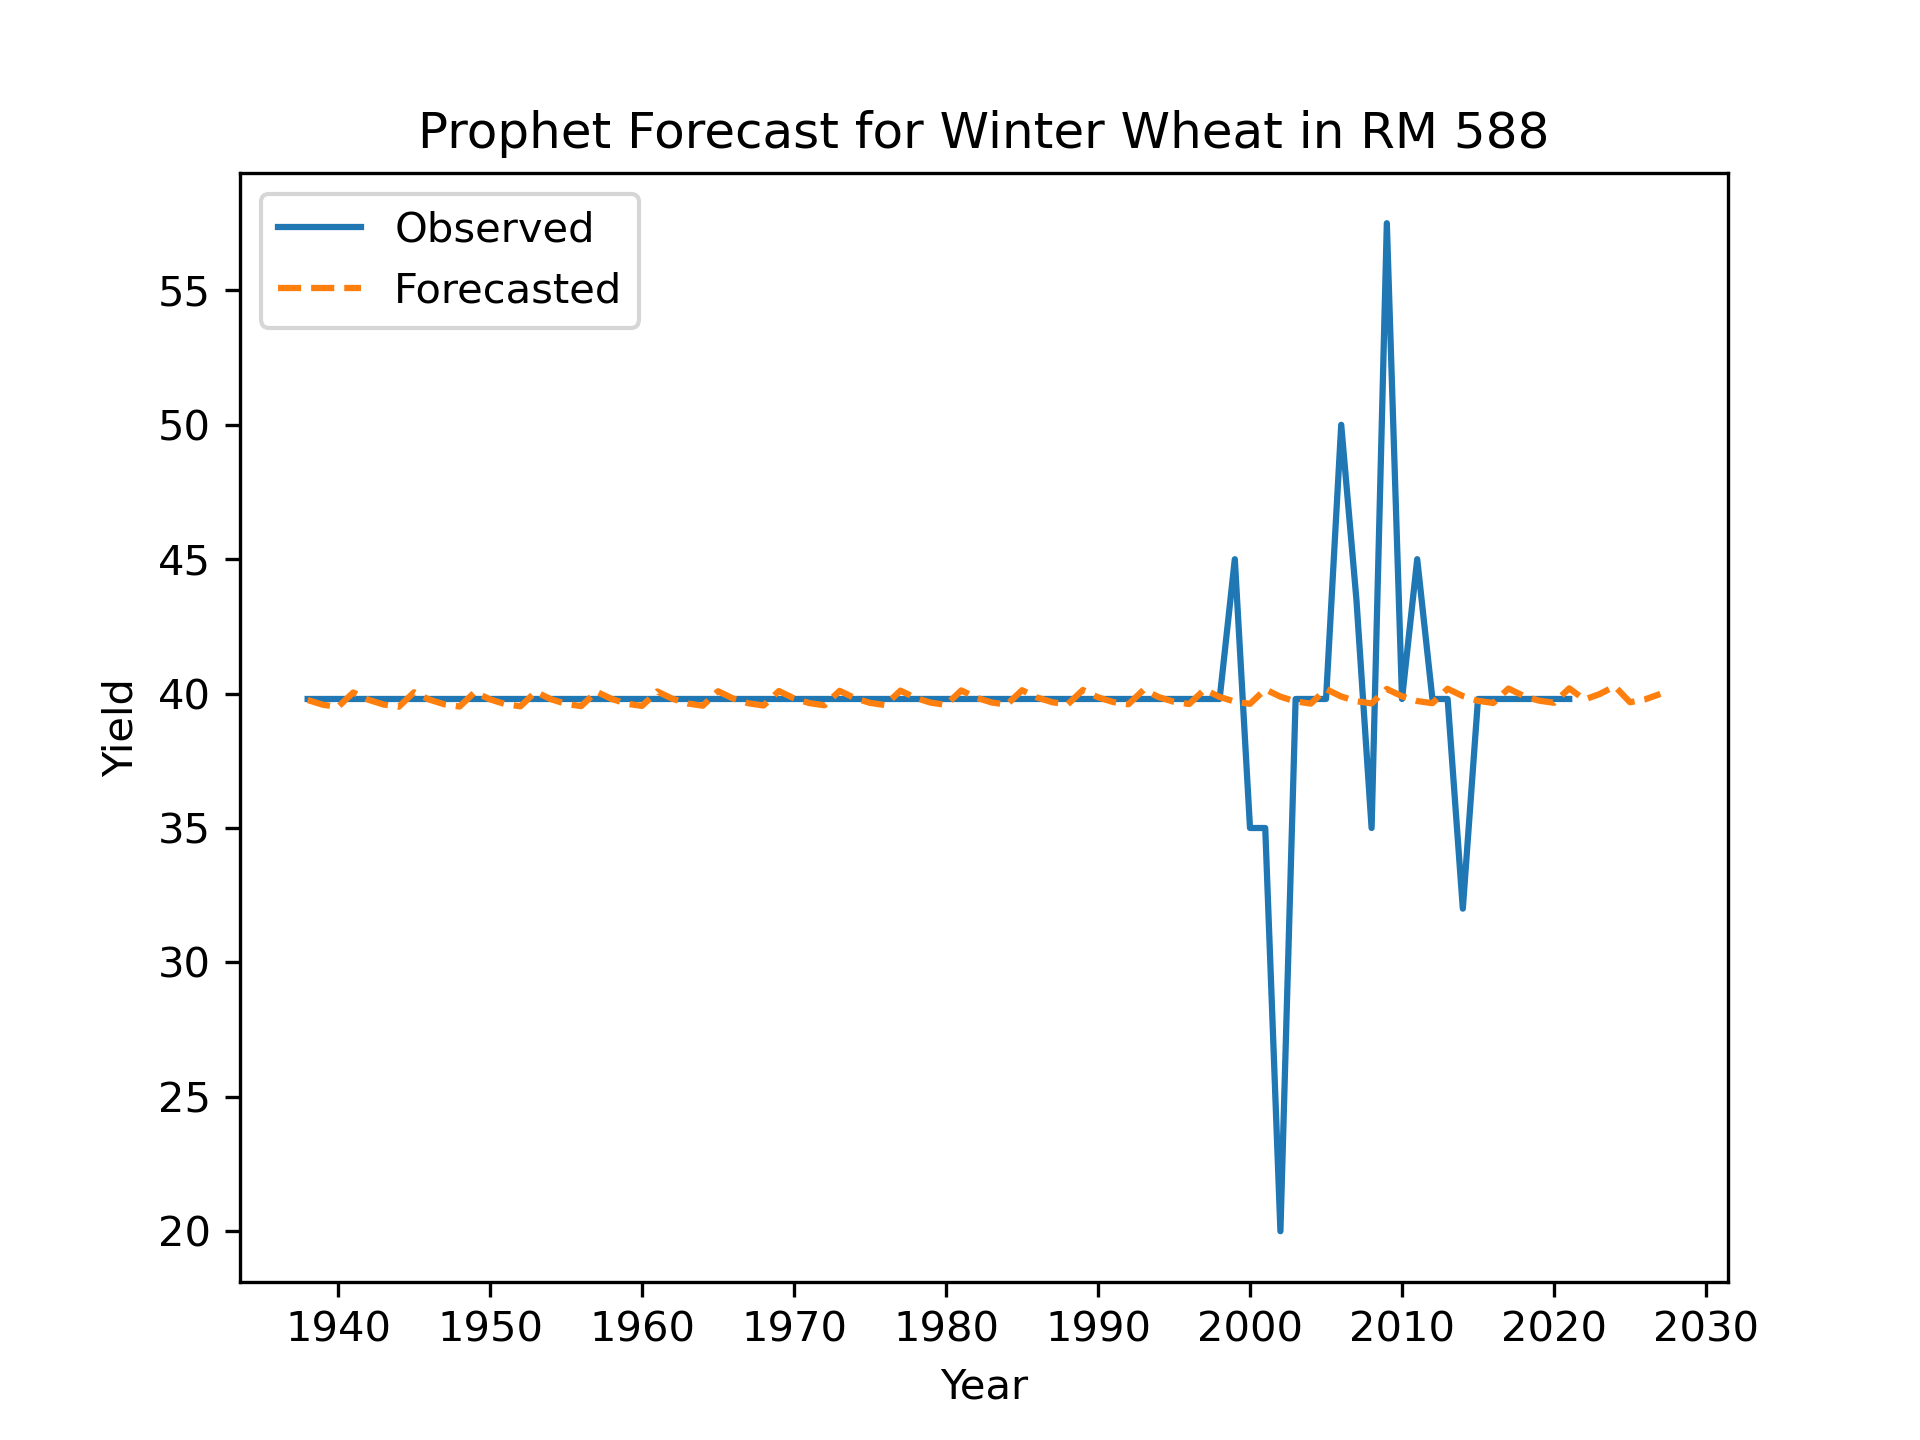 Prophet Forecast for Winter Wheat in RM 588
Observed
Forecasted
55
50
45
40
35
30
25
20
Yield
1940 1950 1960 1970 1980 1990 2000 2010 2020 2030
Year